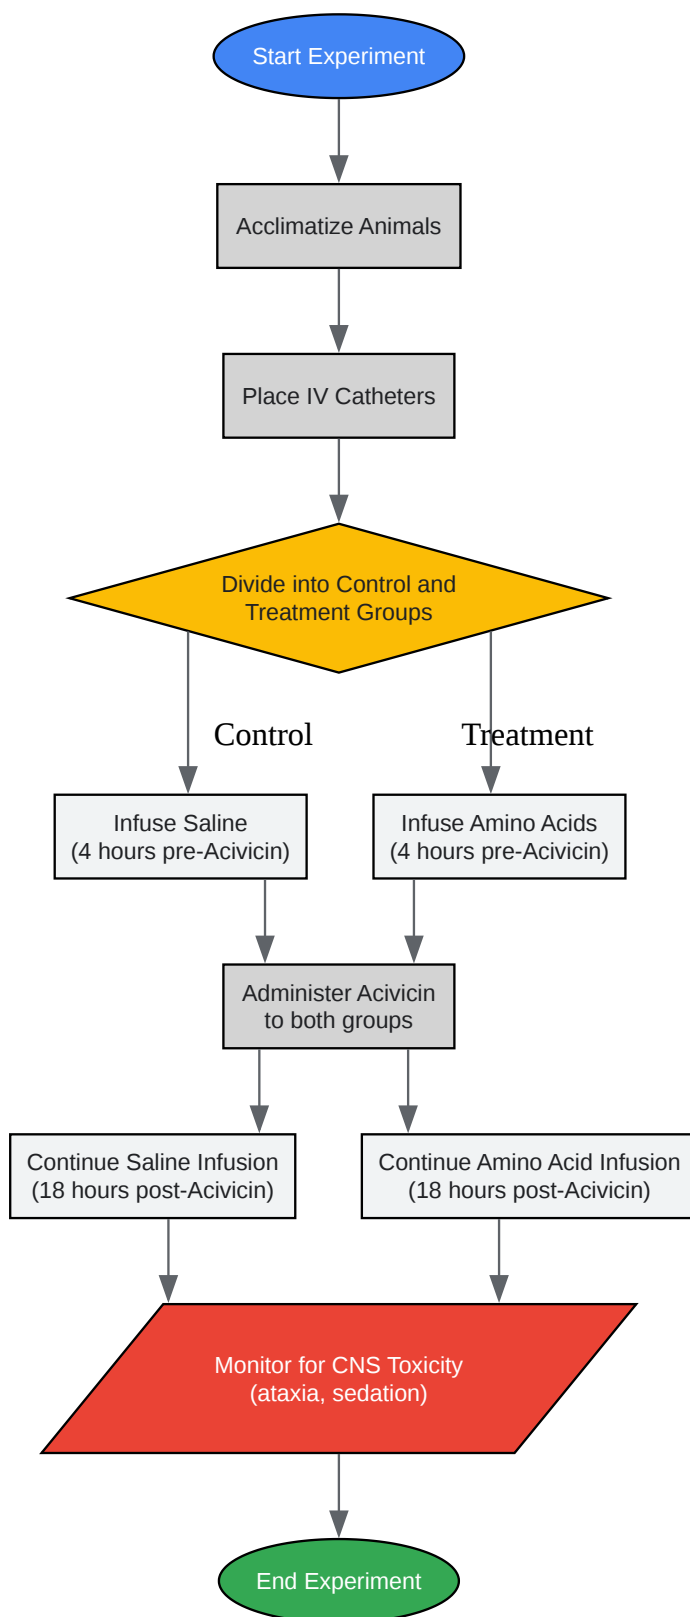 Start Experiment
Acclimatize Animals
Place IV Catheters
Divide into Control and
Treatment Groups
Control
Treatment
Infuse Saline
(4 hours pre-Acivicin)
Infuse Amino Acids
(4 hours pre-Acivicin)
Administer Acivicin
to both groups
Continue Saline Infusion
(18 hours post-Acivicin)
Continue Amino Acid Infusion
(18 hours post-Acivicin)
Monitor for CNS Toxicity
(ataxia, sedation)
End Experiment